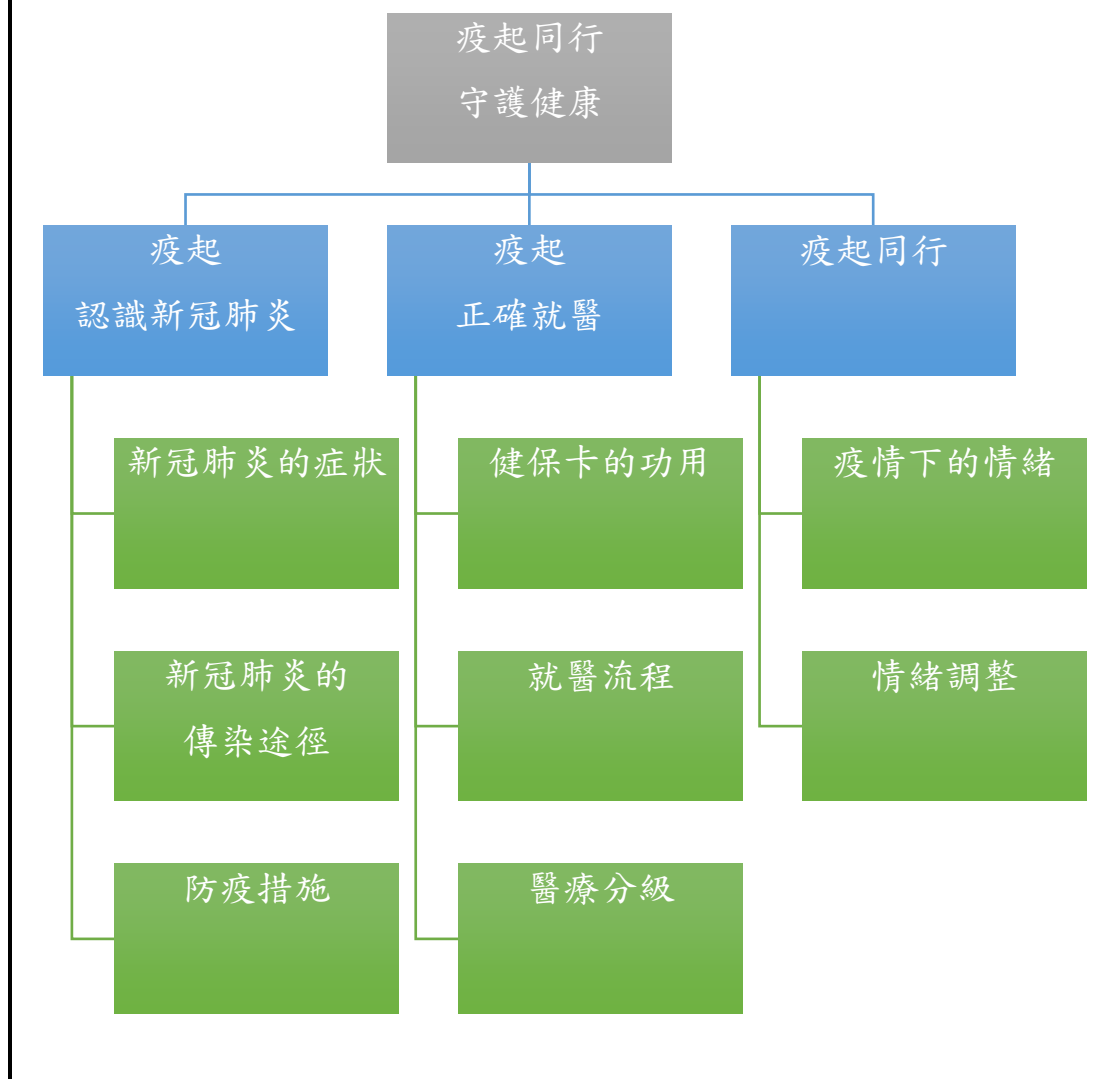 疫起同行
守護健康
疫起
認識新冠肺炎
新冠肺炎的症狀
新冠肺炎的
傳染途徑
防疫措施
疫起
正確就醫
健保卡的功用
就醫流程
醫療分級
疫起同行
疫情下的情緒
情緒調整